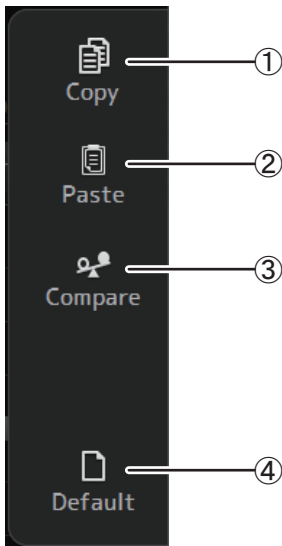 Copy ①
Paste ②
Compare ③
Default ④